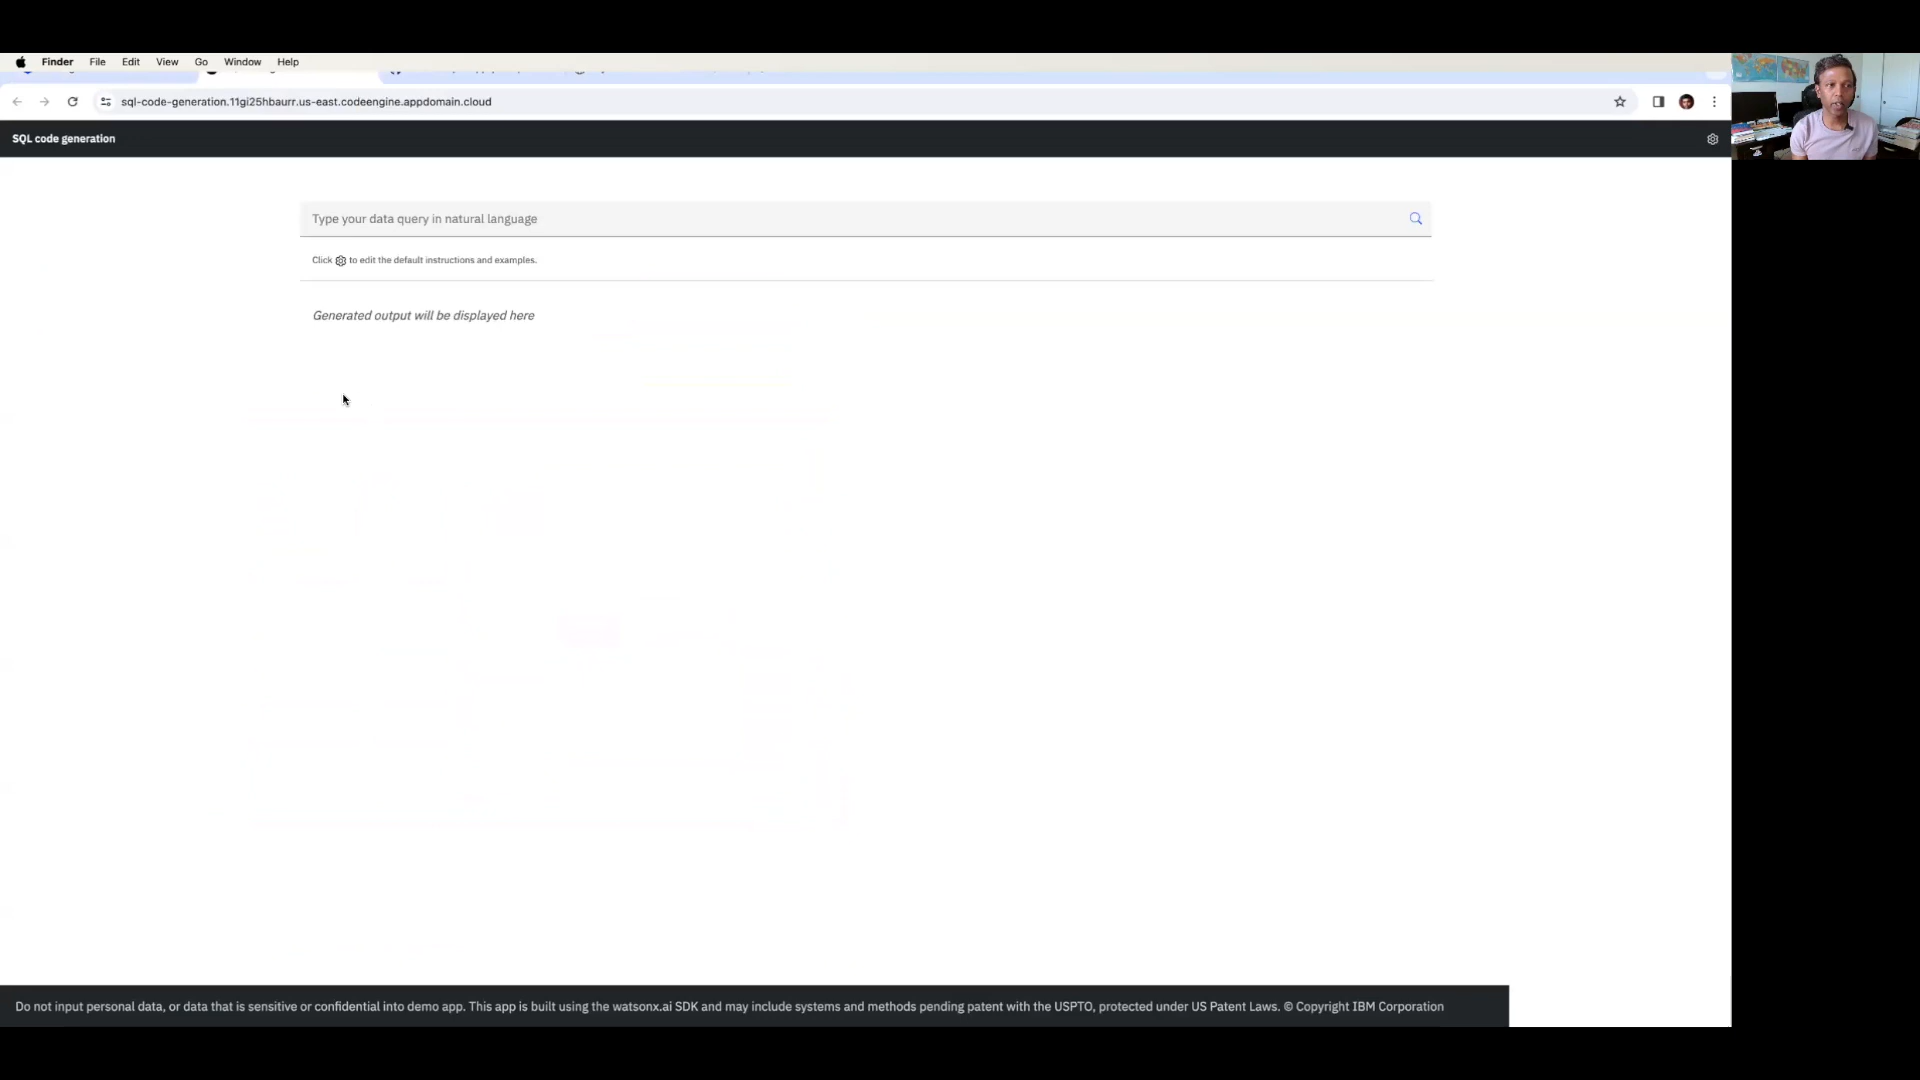 Finder File Edit View Go Window Help
sql-code-generation.11gi25hbaurr.us-east.codeengine.appdomain.cloud
SQL code generation
Type your data query in natural language
Click to edit the default instructions and examples.
Generated output will be displayed here
Do not input personal data, or data that is sensitive or confidential into demo app. This app is built using the watsonx.ai SDK and may include systems and methods pending patent with the USPTO, protected under US Patent Laws. © Copyright IBM Corporation